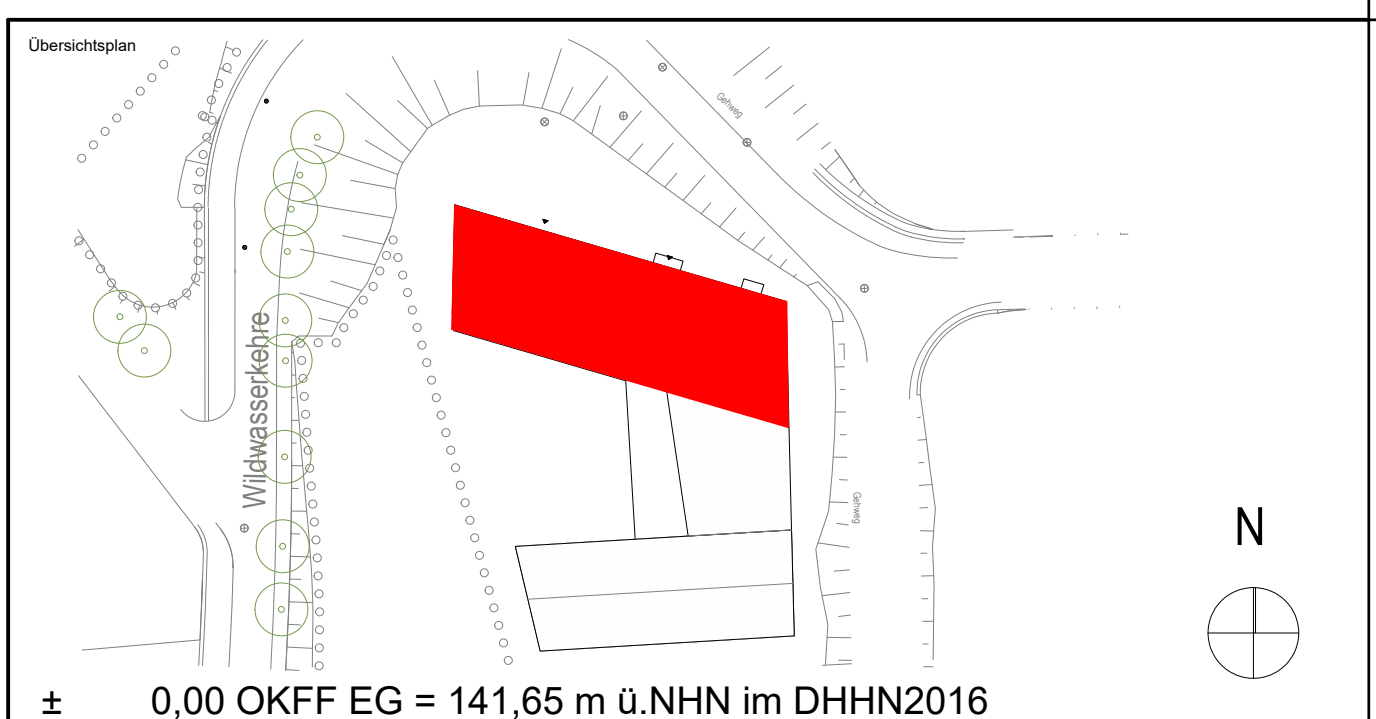 Übersichtsplan
Gehweg
Wildwasserkehre
Gehweg
N
± 0,00 OKFF EG = 141,65 m ü.NHN im DHHN2016